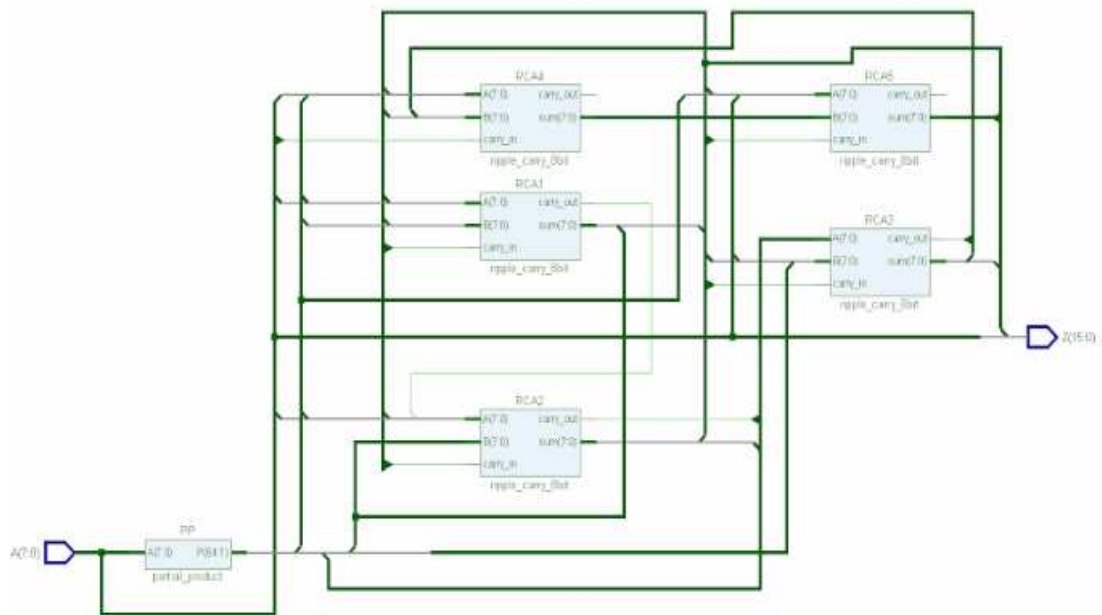 RCA4
A(7:0) carry_out
B(7:0) sum(7:0)
carry_in
ripple_carry_8bit
RCA5
A(7:0) carry_out
B(7:0) sum(7:0)
carry_in
ripple_carry_8bit
RCA1
A(7:0) carry_out
B(7:0) sum(7:0)
carry_in
ripple_carry_8bit
RCA3
A(7:0) carry_out
B(7:0) sum(7:0)
carry_in
ripple_carry_8bit
Z(15:0)
RCA2
A(7:0) carry_out
B(7:0) sum(7:0)
carry_in
ripple_carry_8bit
PP
A(7:0)
A(7:0) P(64:1)
partial_product